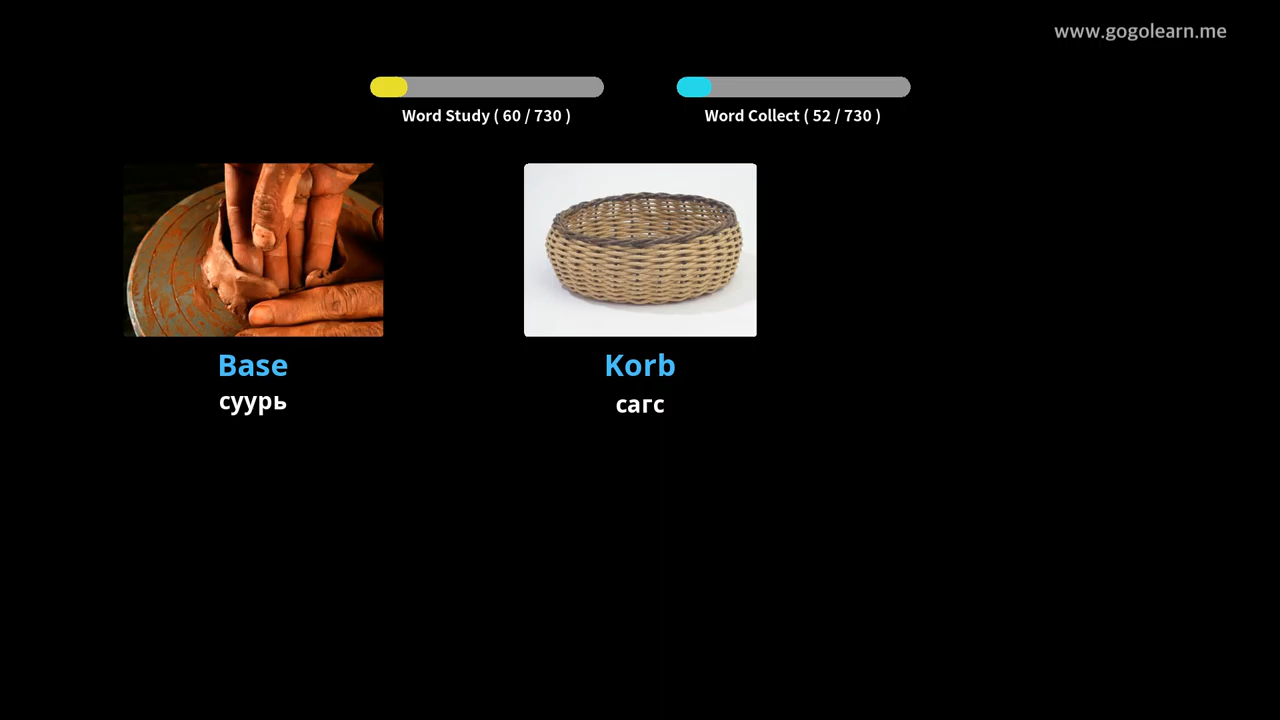 www.gogolearn.me
Word Study ( 60 / 730 )
Word Collect ( 52 / 730 )
Base
суурь
Korb
сагс